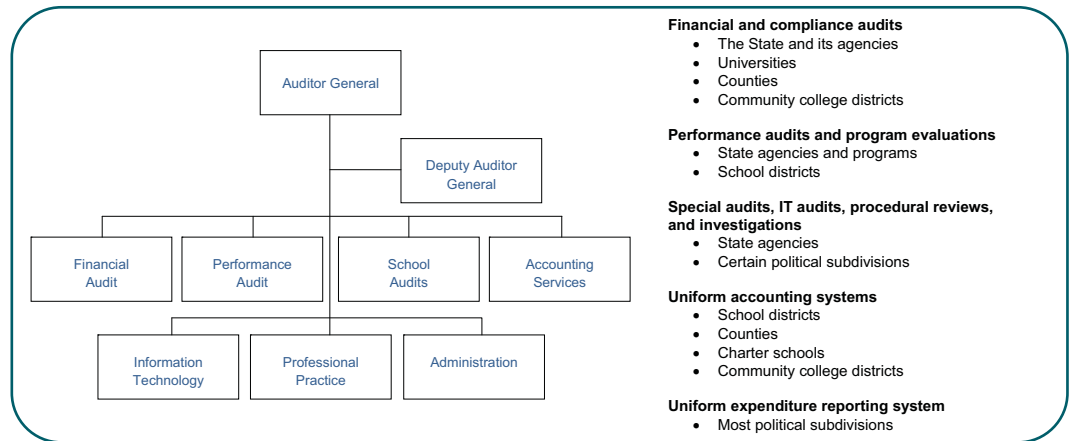 Auditor General
Deputy Auditor
General
Financial
Audit
Performance
Audit
School
Audits
Accounting
Services
Information
Technology
Professional
Practice
Administration
Financial and compliance audits
• The State and its agencies
• Universities
• Counties
• Community college districts
Performance audits and program evaluations
• State agencies and programs
• School districts
Special audits, IT audits, procedural reviews,
and investigations
• State agencies
• Certain political subdivisions
Uniform accounting systems
• School districts
• Counties
• Charter schools
• Community college districts
Uniform expenditure reporting system
• Most political subdivisions